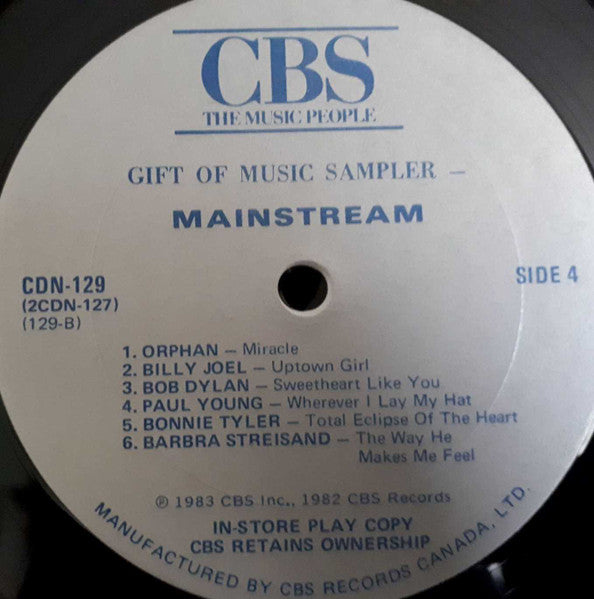 CBS
THE MUSIC PEOPLE
GIFT OF MUSIC SAMPLER –
MAINSTREAM
CDN-129
(2CDN-127)
(129-B)
SIDE 4
1. ORPHAN – Miracle
2. BILLY JOEL – Uptown Girl
3. BOB DYLAN – Sweetheart Like You
4. PAUL YOUNG – Wherever I Lay My Hat
5. BONNIE TYLER – Total Eclipse Of The Heart
6. BARBRA STREISAND – The Way He
Makes Me Feel
℗ 1983 CBS Inc., 1982 CBS Records
IN-STORE PLAY COPY
CBS RETAINS OWNERSHIP
MANUFACTURED BY CBS RECORDS CANADA, LTD.